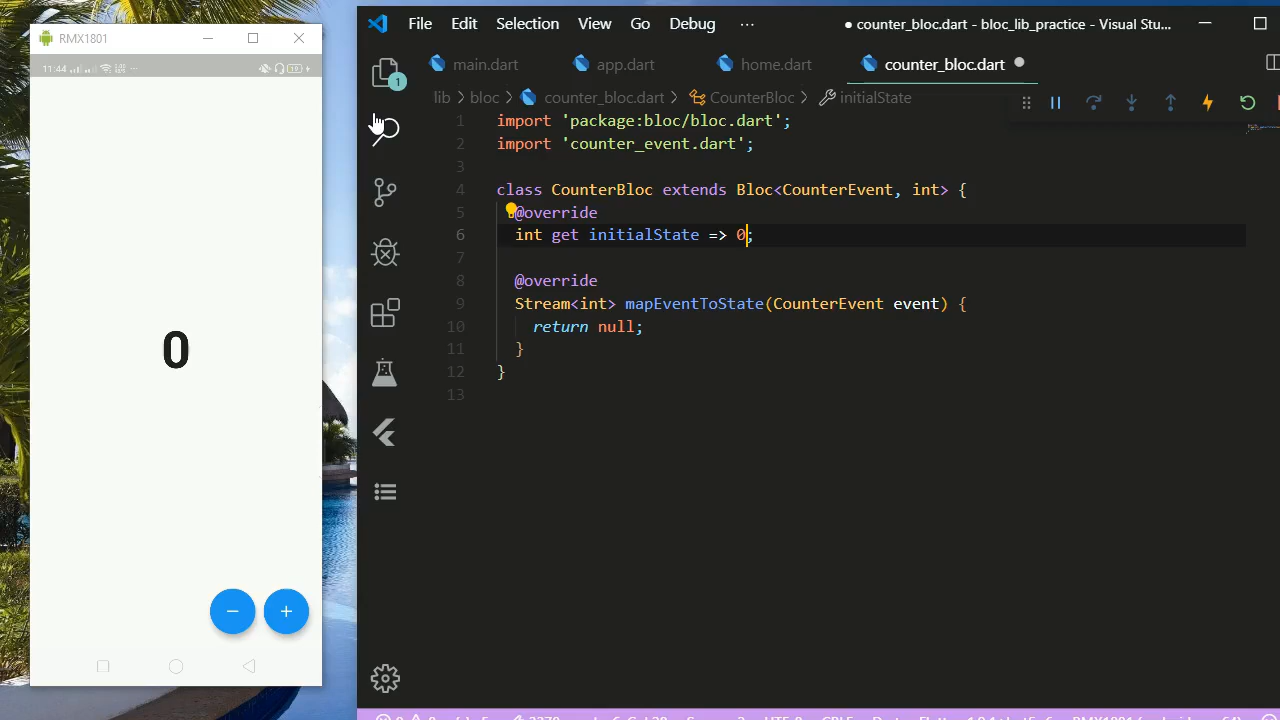 RMX1801
11:44
0
−
+
File Edit Selection View Go Debug ··· ● counter_bloc.dart - bloc_lib_practice - Visual Stu...
main.dart app.dart home.dart counter_bloc.dart
lib > bloc > counter_bloc.dart > CounterBloc > initialState
1
1 import 'package:bloc/bloc.dart';
2 import 'counter_event.dart';
3
4 class CounterBloc extends Bloc<CounterEvent, int> {
5 @override
6 int get initialState => 0;
7
8 @override
9 Stream<int> mapEventToState(CounterEvent event) {
10 return null;
11 }
12 }
13